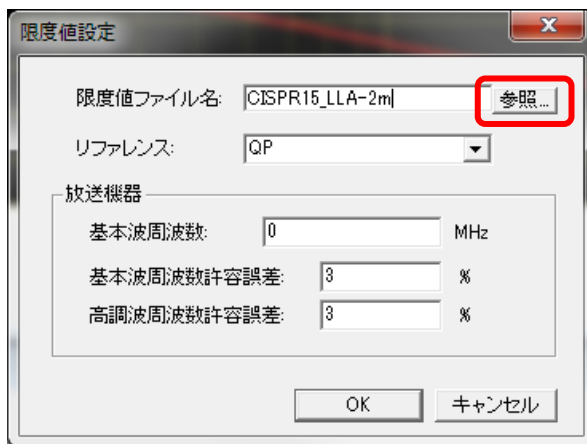 限度値設定
限度値ファイル名: CISPR15_LLA-2m 参照...
リファレンス: QP
放送機器
基本波周波数: 0 MHz
基本波周波数許容誤差: 3 %
高調波周波数許容誤差: 3 %
OK キャンセル